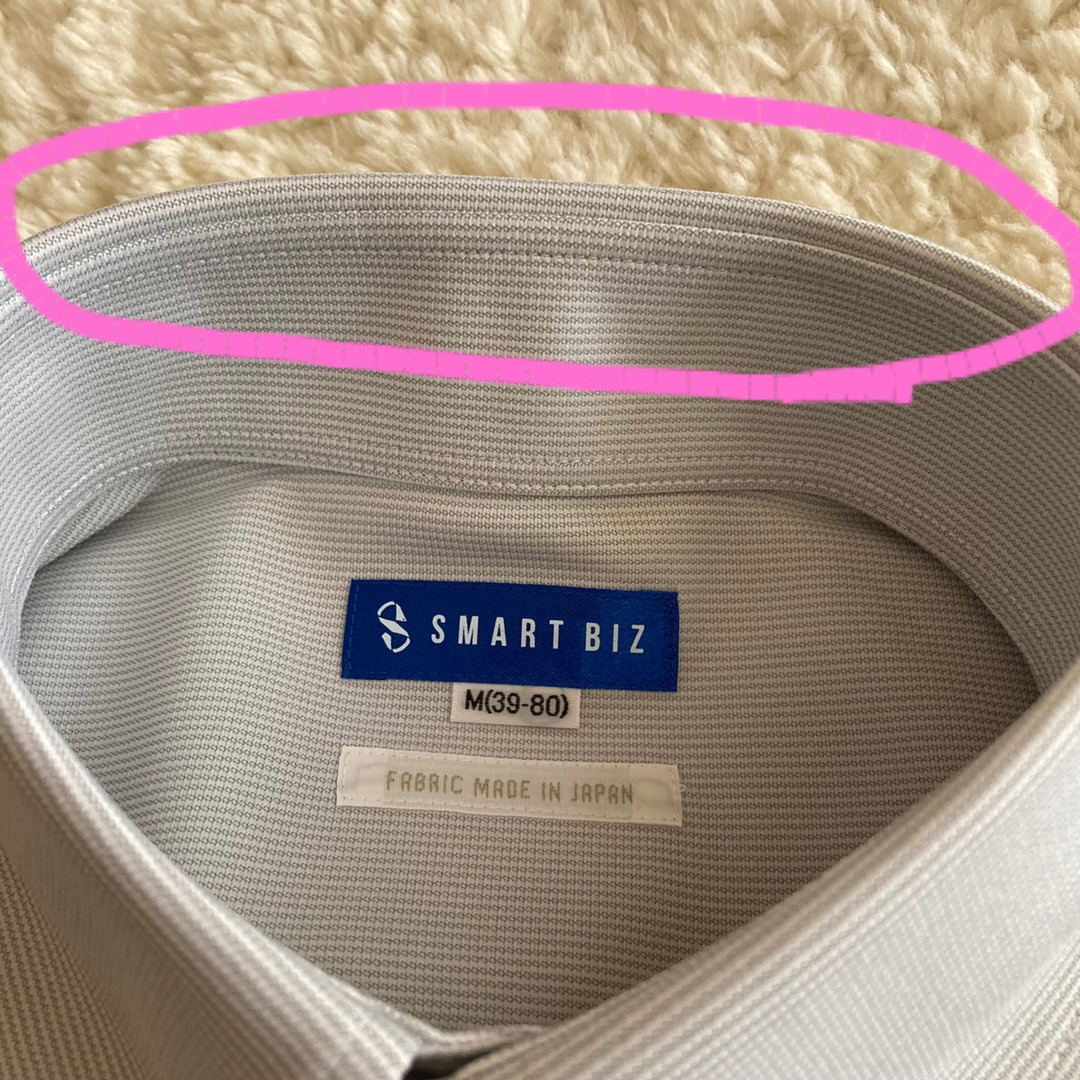 SMART BIZ
M(39-80)
FABRIC MADE IN JAPAN